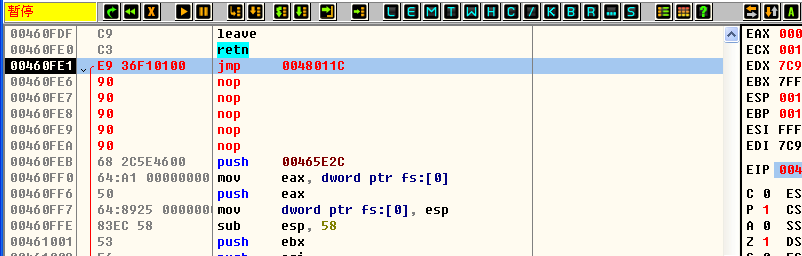 暂停 L E M T W H C / K B R ... S A
00460FDF C9 leave EAX 000
00460FE0 C3 retn ECX 001
00460FE1 E9 36F10100 jmp 0048011C EDX 7C9
00460FE6 90 nop EBX 7FF
00460FE7 90 nop ESP 001
00460FE8 90 nop EBP 001
00460FE9 90 nop ESI FFF
00460FEA 90 nop EDI 7C9
00460FEB 68 2C5E4600 push 00465E2C
00460FF0 64:A1 00000000 mov eax, dword ptr fs:[0] EIP 004
00460FF6 50 push eax
00460FF7 64:8925 0000000 mov dword ptr fs:[0], esp C 0 ES
00460FFE 83EC 58 sub esp, 58 P 1 CS
00461001 53 push ebx A 0 SS
Z 1 DS